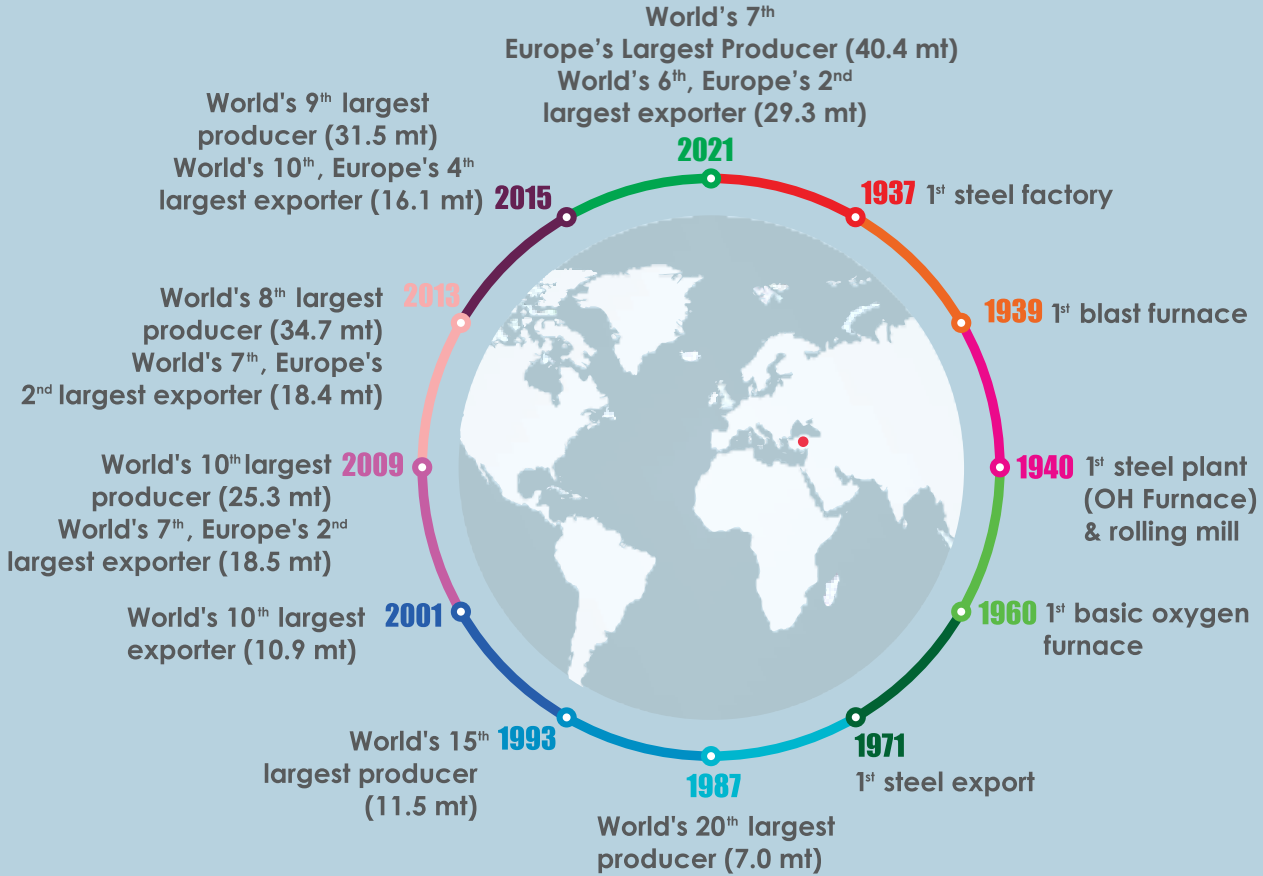 World’s 7th
Europe’s Largest Producer (40.4 mt)
World’s 6th, Europe’s 2nd
largest exporter (29.3 mt)
2021
1937 1st steel factory
1939 1st blast furnace
1940 1st steel plant
(OH Furnace)
& rolling mill
1960 1st basic oxygen
furnace
1971
1st steel export
1987
World's 20th largest
producer (7.0 mt)
World's 15th 1993
largest producer
(11.5 mt)
World's 10th largest 2001
exporter (10.9 mt)
World's 10th largest 2009
producer (25.3 mt)
World's 7th, Europe's 2nd
largest exporter (18.5 mt)
World's 8th largest 2013
producer (34.7 mt)
World's 7th, Europe's
2nd largest exporter (18.4 mt)
World's 9th largest
producer (31.5 mt)
World's 10th, Europe's 4th
largest exporter (16.1 mt) 2015